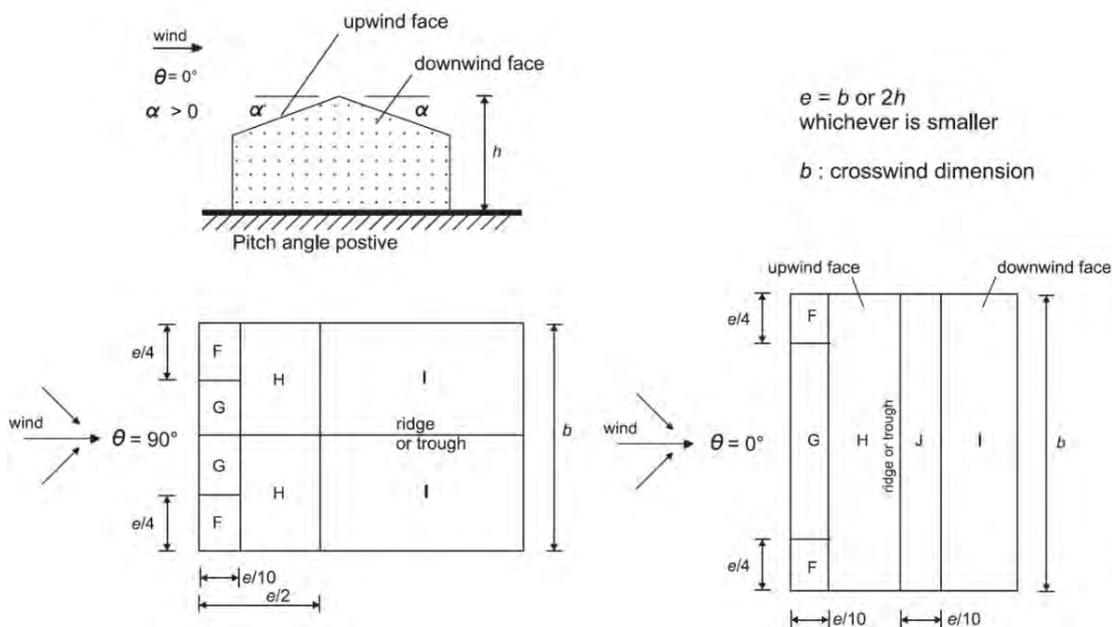 upwind face
wind
downwind face
θ = 0°
α > 0
α
α
h
Pitch angle postive
e = b or 2h
whichever is smaller
b : crosswind dimension
e/4
F
H
I
G
wind
θ = 90°
ridge
or trough
b
G
H
I
e/4
F
e/10
e/2
upwind face
downwind face
e/4
F
wind
θ = 0°
G
H
ridge or trough
J
I
b
e/4
F
e/10
e/10